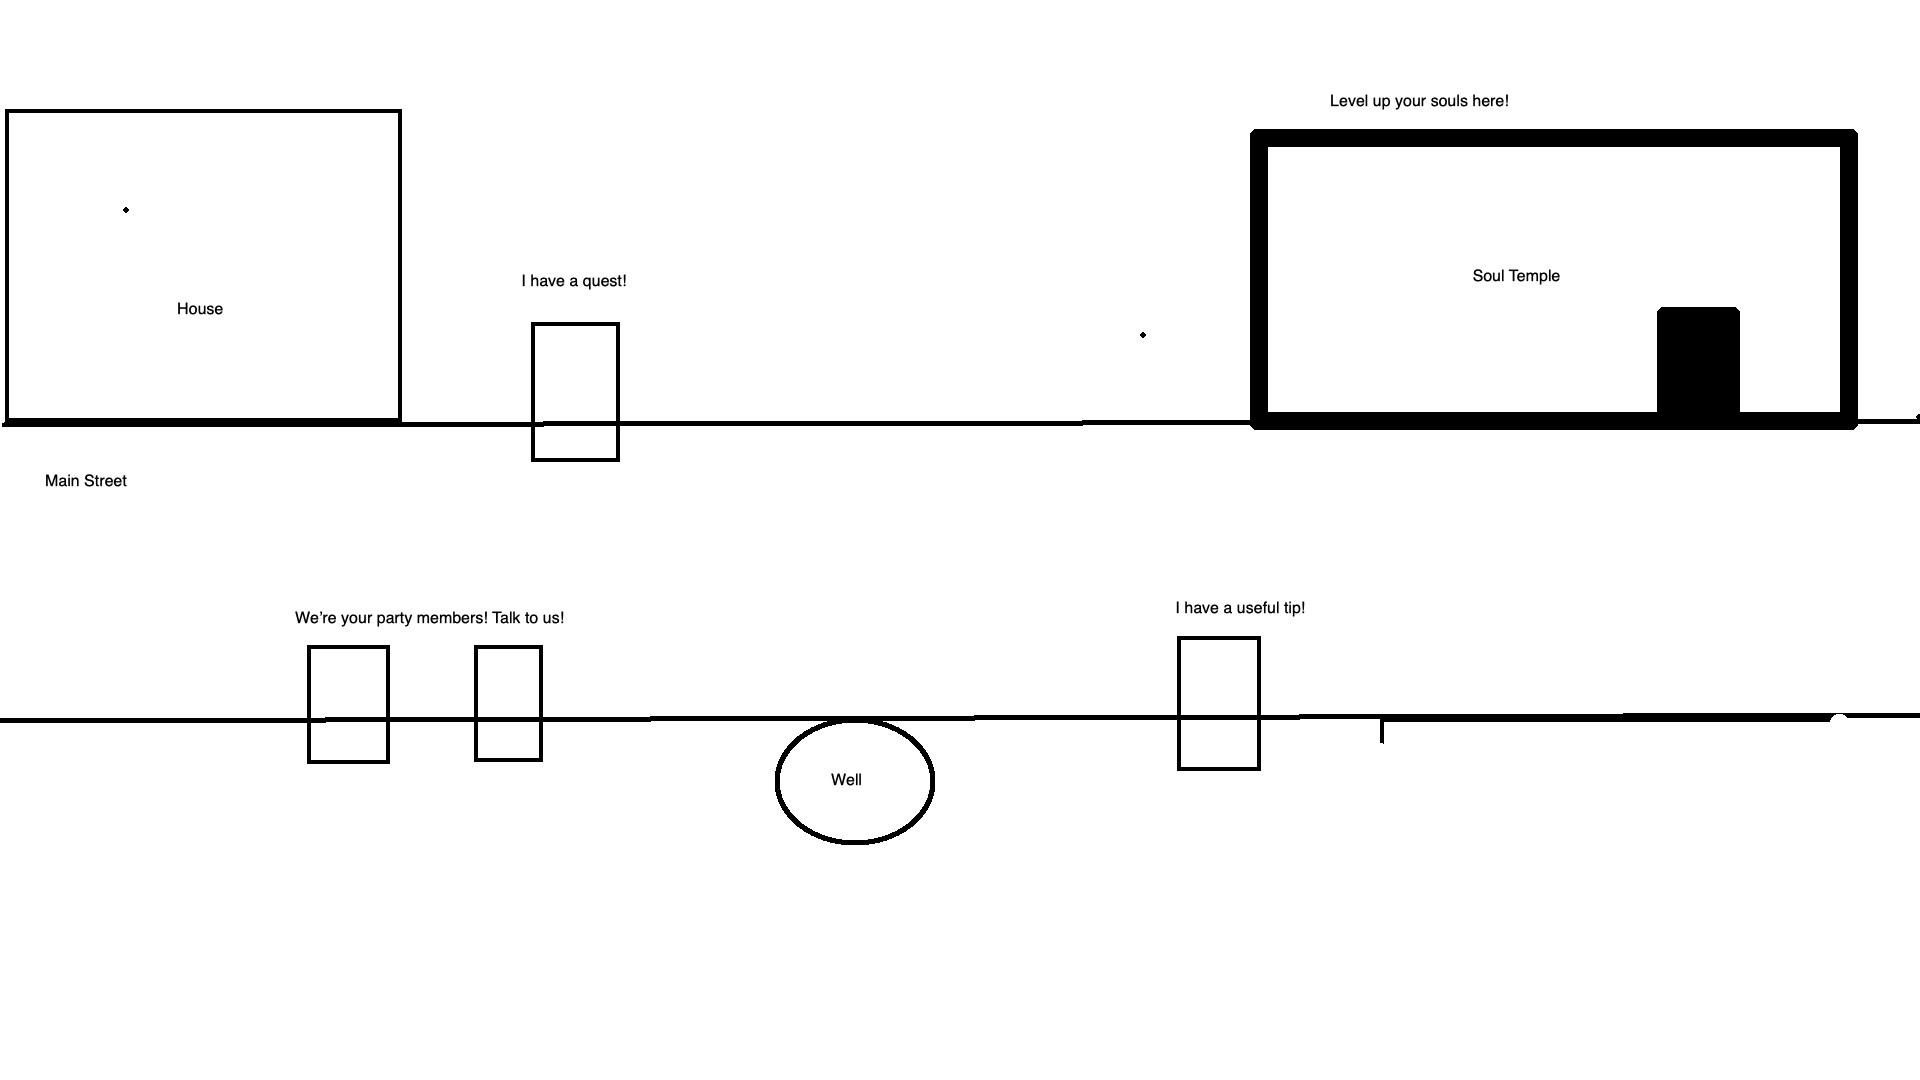 Level up your souls here!
Soul Temple
I have a quest!
House
Main Street
I have a useful tip!
We're your party members! Talk to us!
Well